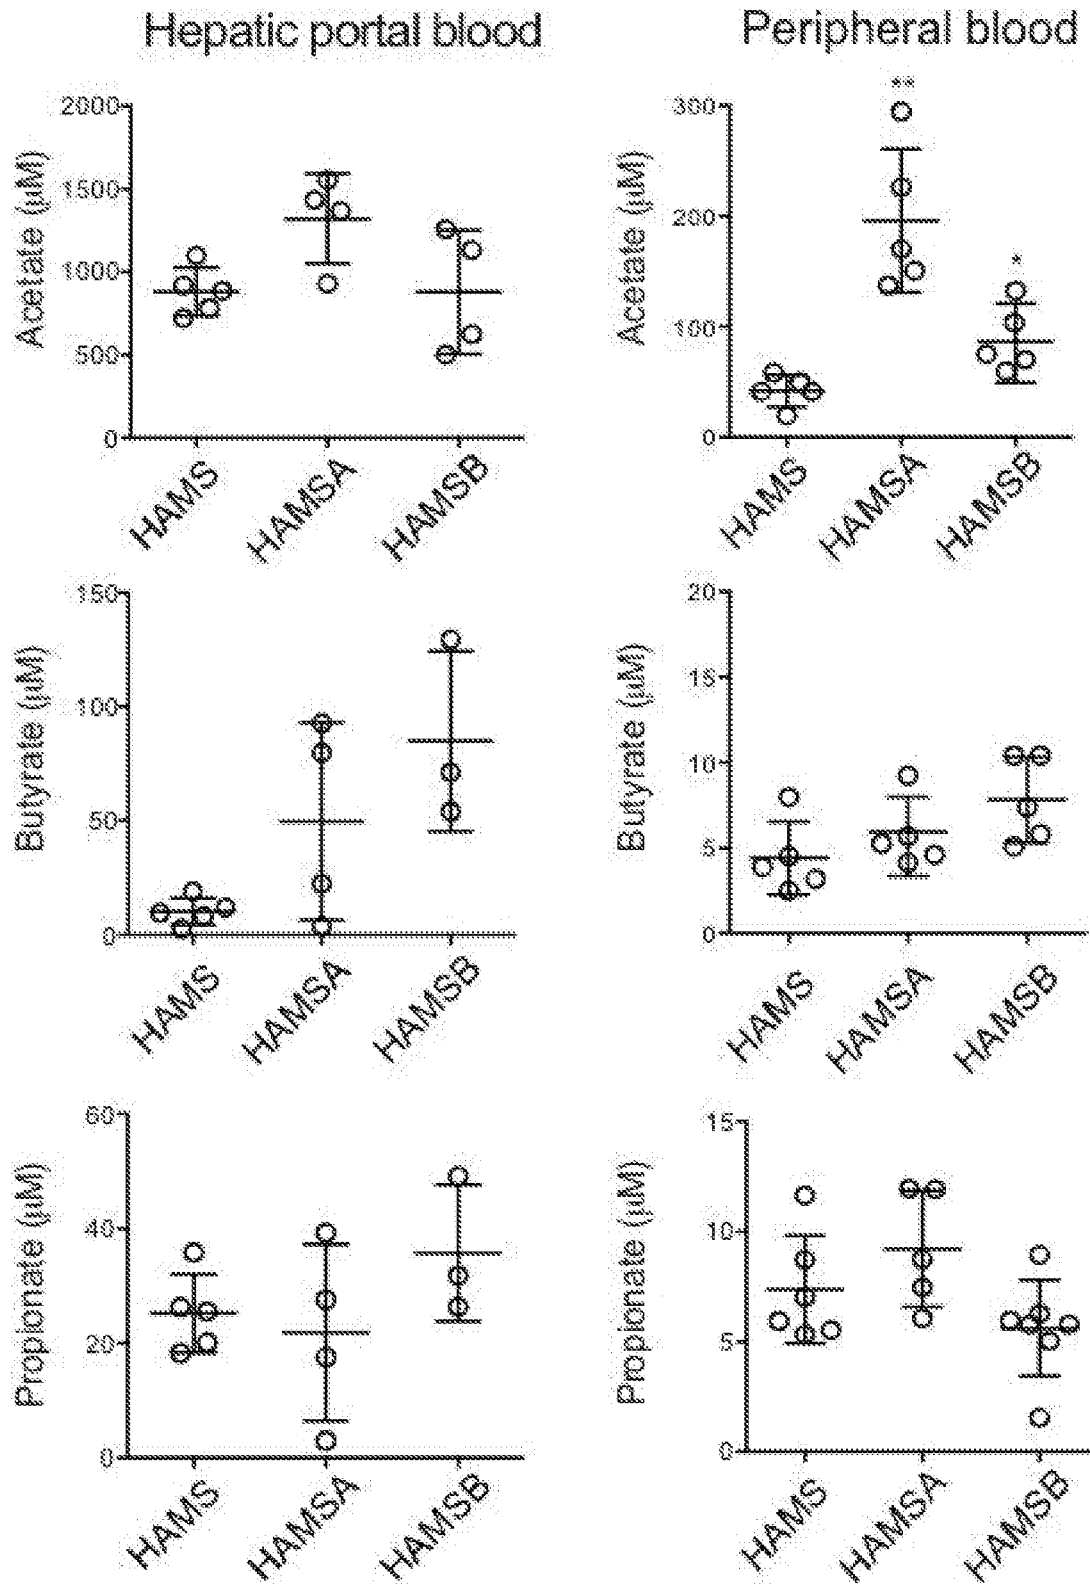 Hepatic portal blood
Peripheral blood
Acetate (µM)
2000
1500
1000
500
0
HAMS
HAMSA
HAMSB
Acetate (µM)
300
200
100
0
**
*
HAMS
HAMSA
HAMSB
Butyrate (µM)
150
100
50
0
HAMS
HAMSA
HAMSB
Butyrate (µM)
20
15
10
5
0
HAMS
HAMSA
HAMSB
Propionate (µM)
60
40
20
0
HAMS
HAMSA
HAMSB
Propionate (µM)
15
10
5
0
HAMS
HAMSA
HAMSB